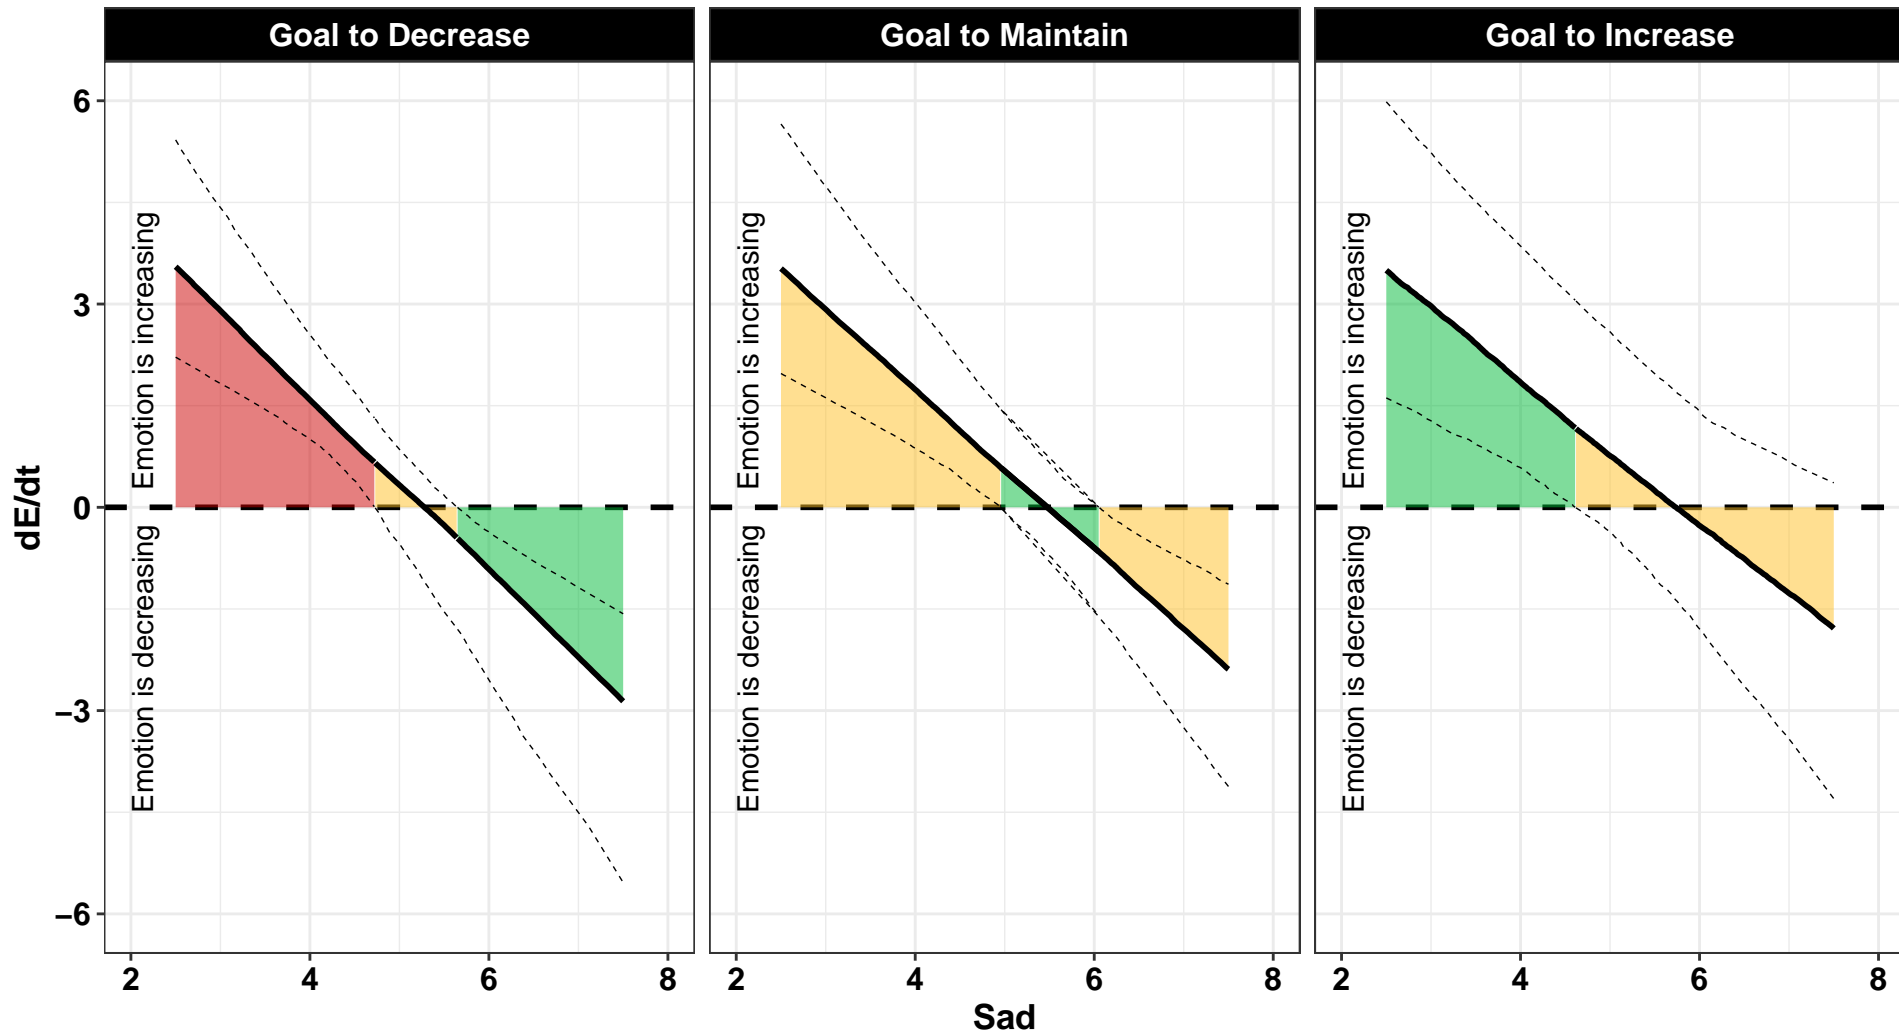 Goal to Decrease
Goal to Maintain
Goal to Increase
dE/dt
6
3
0
−3
−6
Emotion is increasing
Emotion is decreasing
Emotion is increasing
Emotion is decreasing
Emotion is increasing
Emotion is decreasing
2 4 6 8
2 4 6 8
2 4 6 8
Sad